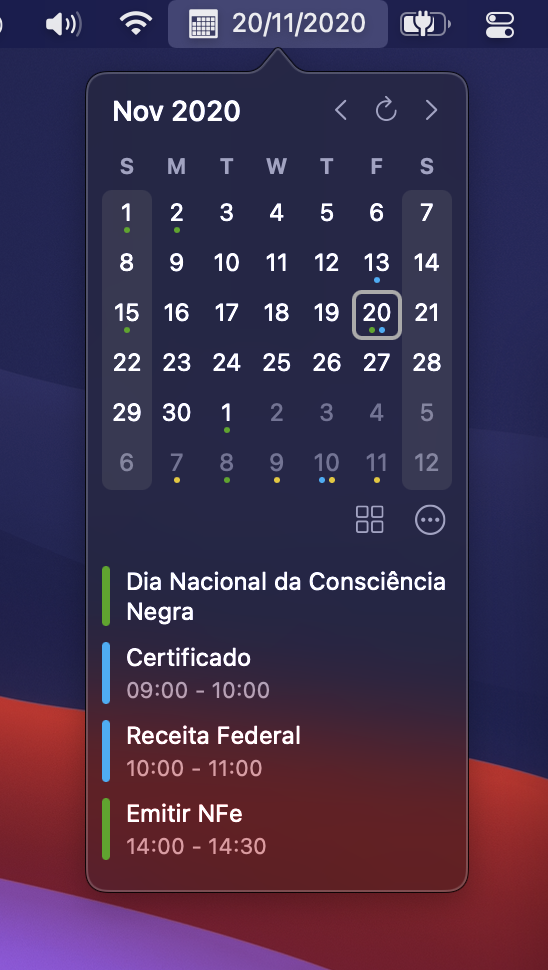 20/11/2020
Nov 2020
S M T W T F S
1 2 3 4 5 6 7
8 9 10 11 12 13 14
15 16 17 18 19 20 21
22 23 24 25 26 27 28
29 30 1 2 3 4 5
6 7 8 9 10 11 12
Dia Nacional da Consciência
Negra
Certificado
09:00 - 10:00
Receita Federal
10:00 - 11:00
Emitir NFe
14:00 - 14:30